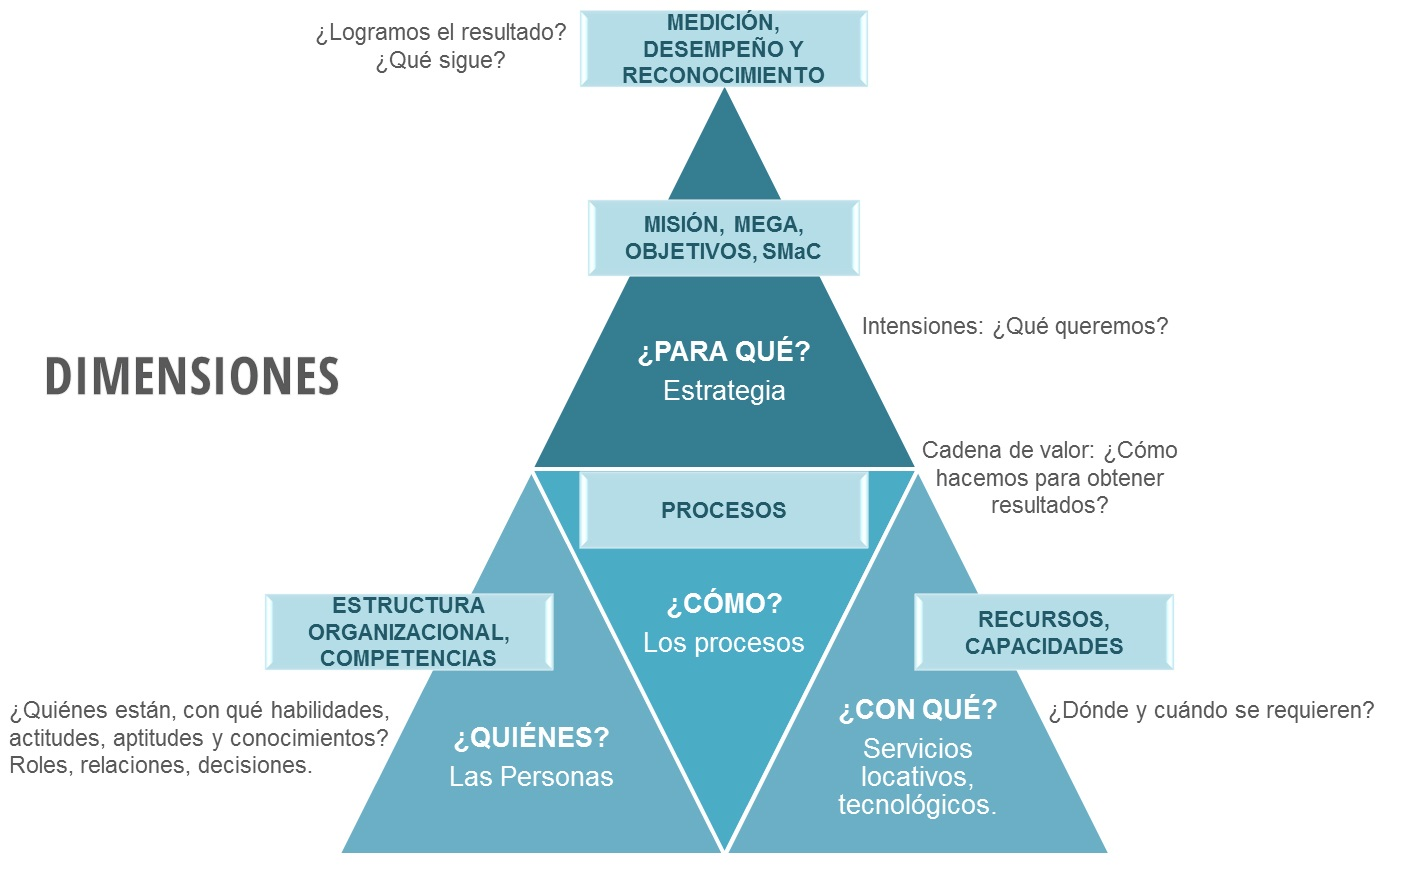 ¿Logramos el resultado?
¿Qué sigue?
MEDICIÓN,
DESEMPEÑO Y
RECONOCIMIENTO
MISIÓN, MEGA,
OBJETIVOS, SMaC
¿PARA QUÉ?
Estrategia
Intensiones: ¿Qué queremos?
DIMENSIONES
Cadena de valor: ¿Cómo
hacemos para obtener
resultados?
PROCESOS
¿CÓMO?
Los procesos
ESTRUCTURA
ORGANIZACIONAL,
COMPETENCIAS
RECURSOS,
CAPACIDADES
¿Quiénes están, con qué habilidades,
actitudes, aptitudes y conocimientos?
Roles, relaciones, decisiones.
¿QUIÉNES?
Las Personas
¿CON QUÉ?
Servicios
locativos,
tecnológicos.
¿Dónde y cuándo se requieren?